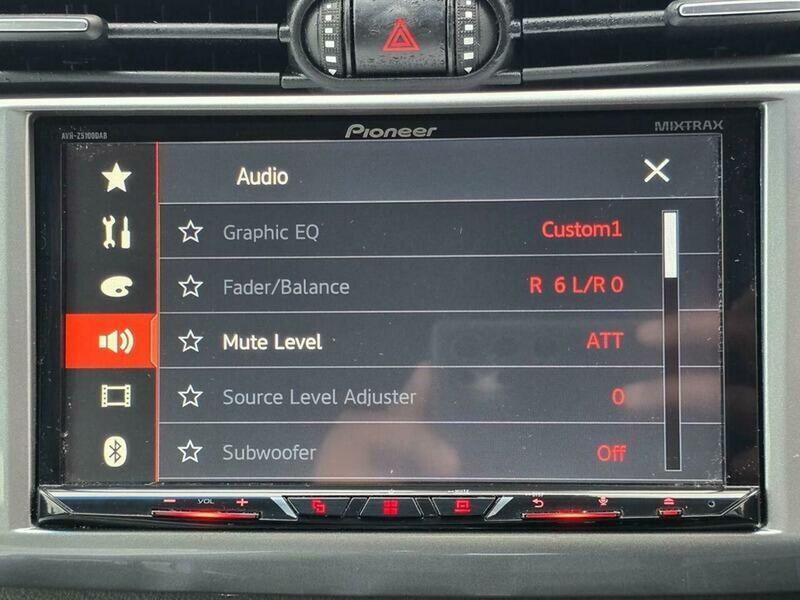 AVH-Z5100DAB
Pioneer
MIXTRAX
Audio
Graphic EQ Custom1
Fader/Balance R 6 L/R 0
Mute Level ATT
Source Level Adjuster 0
Subwoofer Off
− VOL +